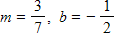 m = 3/7, b = -1/2